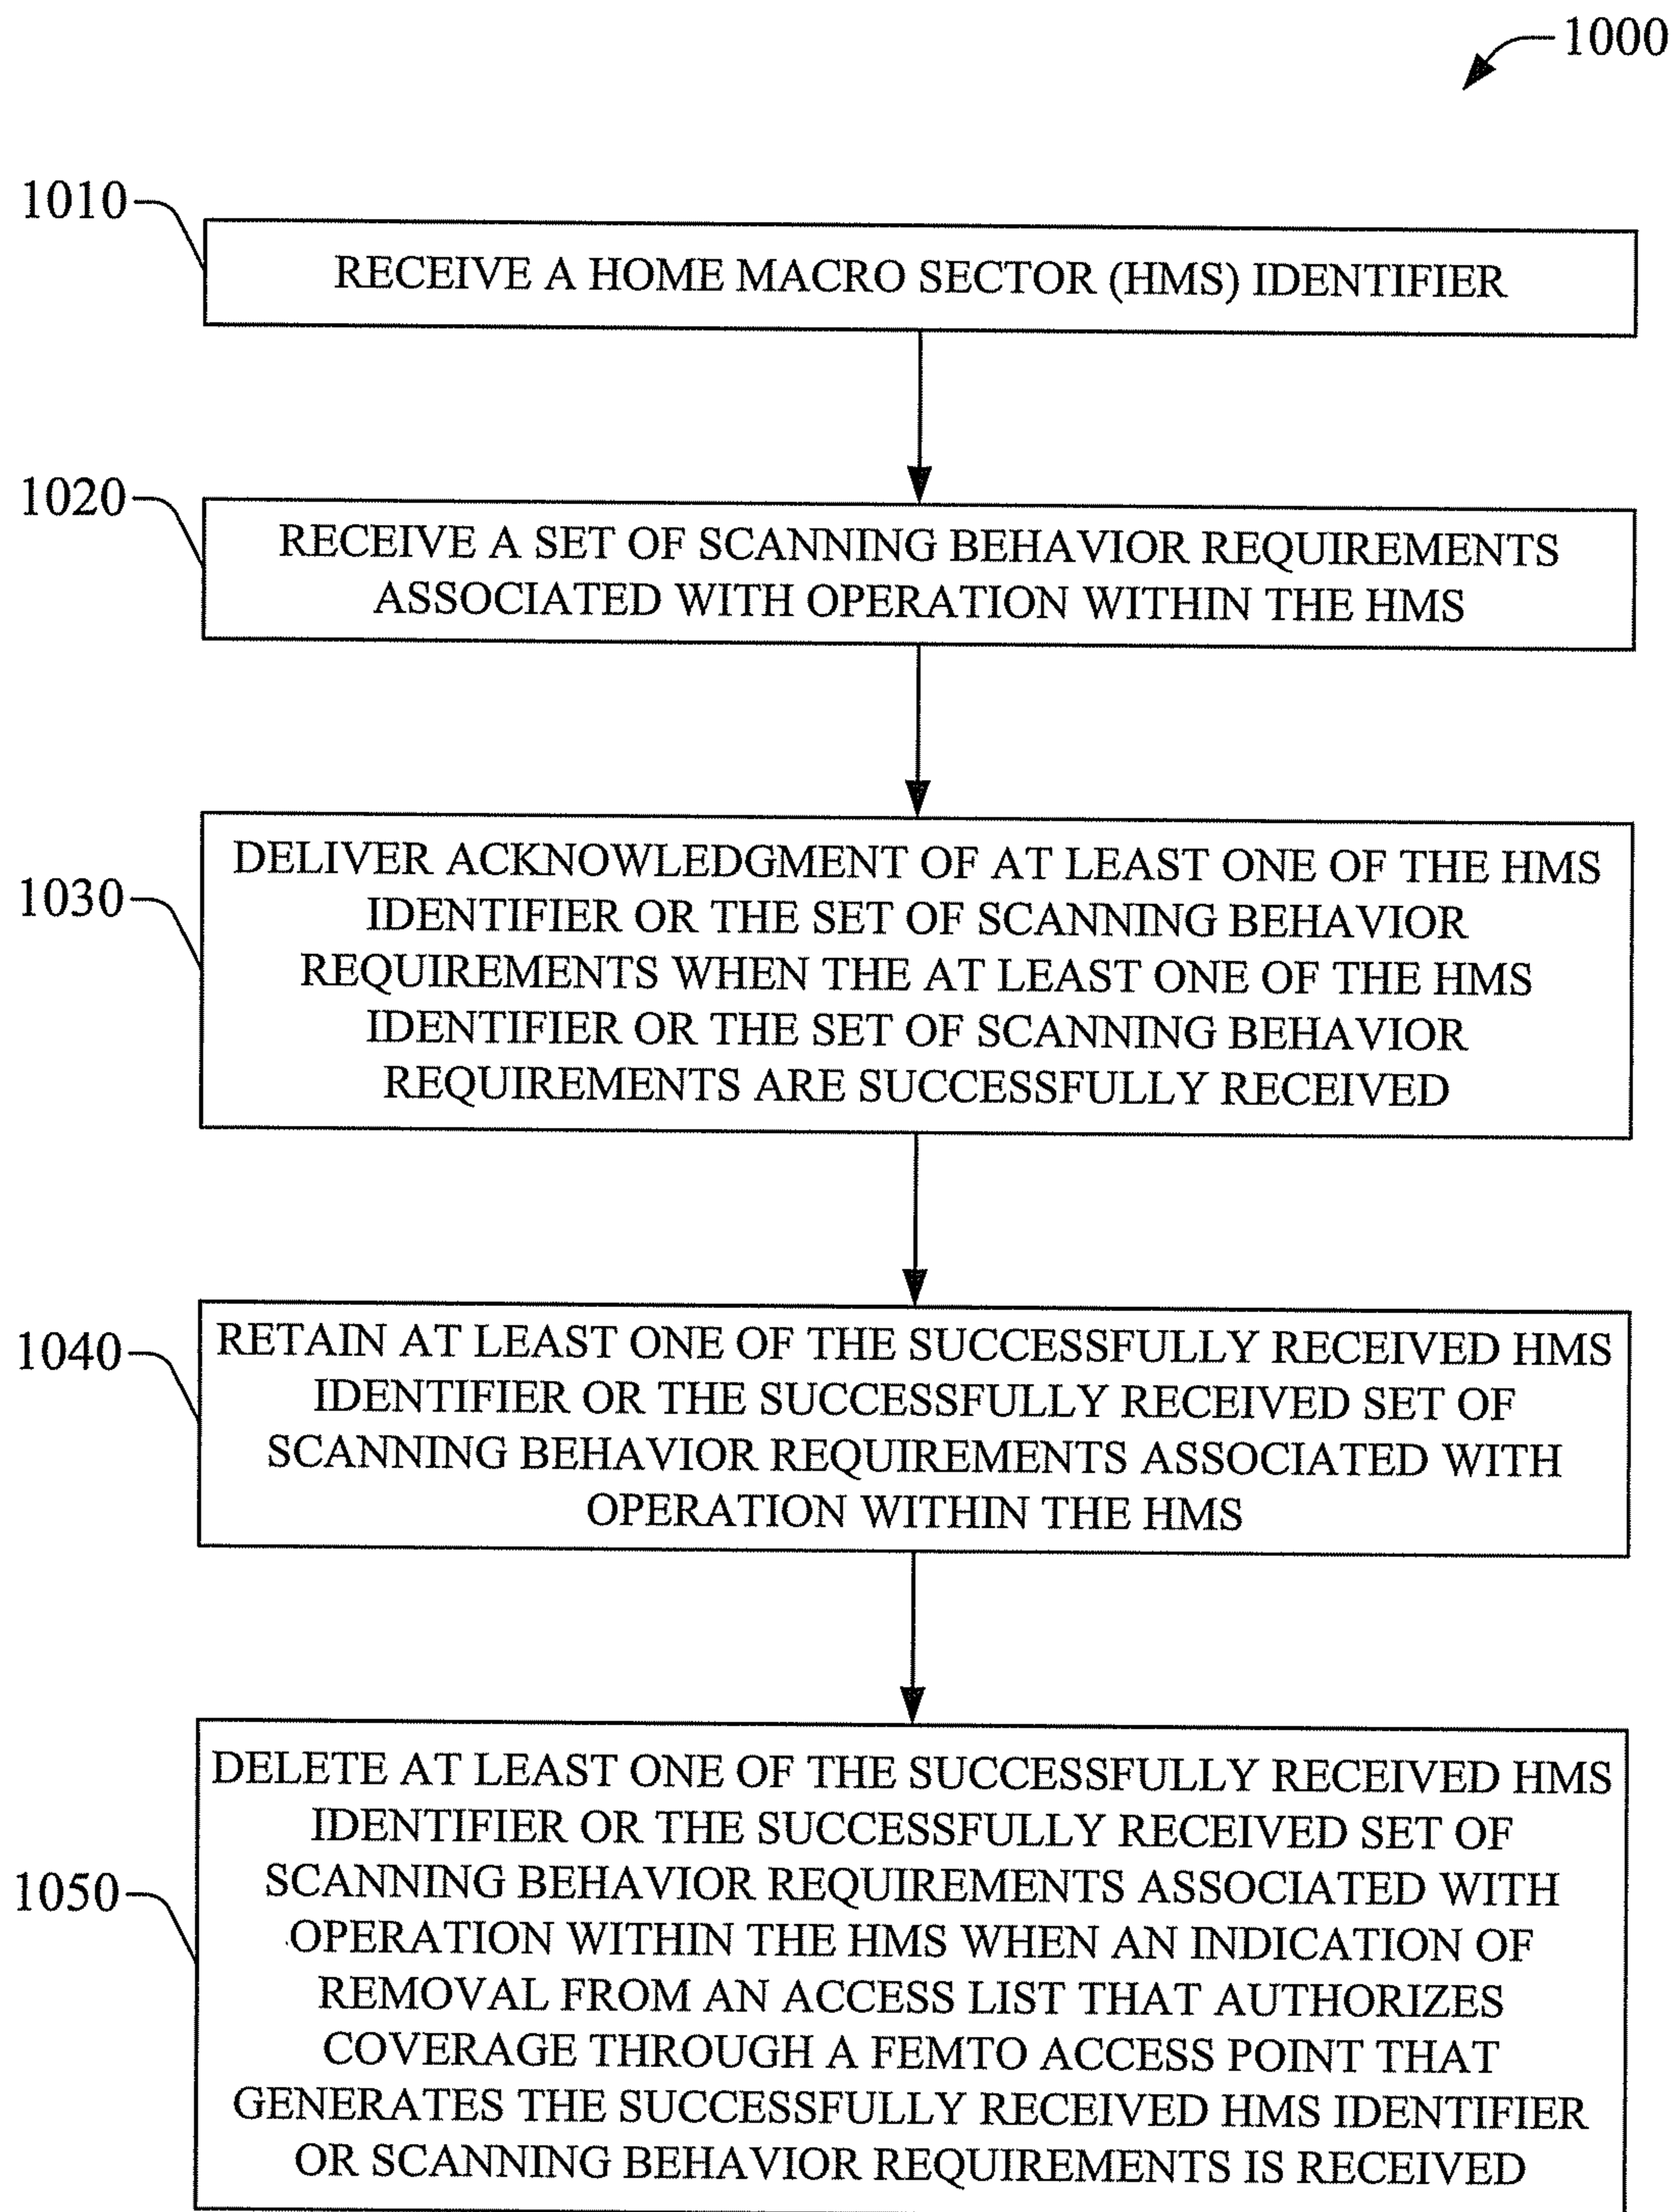 1000
1010
RECEIVE A HOME MACRO SECTOR (HMS) IDENTIFIER
1020
RECEIVE A SET OF SCANNING BEHAVIOR REQUIREMENTS
ASSOCIATED WITH OPERATION WITHIN THE HMS
1030
DELIVER ACKNOWLEDGMENT OF AT LEAST ONE OF THE HMS
IDENTIFIER OR THE SET OF SCANNING BEHAVIOR
REQUIREMENTS WHEN THE AT LEAST ONE OF THE HMS
IDENTIFIER OR THE SET OF SCANNING BEHAVIOR
REQUIREMENTS ARE SUCCESSFULLY RECEIVED
1040
RETAIN AT LEAST ONE OF THE SUCCESSFULLY RECEIVED HMS
IDENTIFIER OR THE SUCCESSFULLY RECEIVED SET OF
SCANNING BEHAVIOR REQUIREMENTS ASSOCIATED WITH
OPERATION WITHIN THE HMS
1050
DELETE AT LEAST ONE OF THE SUCCESSFULLY RECEIVED HMS
IDENTIFIER OR THE SUCCESSFULLY RECEIVED SET OF
SCANNING BEHAVIOR REQUIREMENTS ASSOCIATED WITH
OPERATION WITHIN THE HMS WHEN AN INDICATION OF
REMOVAL FROM AN ACCESS LIST THAT AUTHORIZES
COVERAGE THROUGH A FEMTO ACCESS POINT THAT
GENERATES THE SUCCESSFULLY RECEIVED HMS IDENTIFIER
OR SCANNING BEHAVIOR REQUIREMENTS IS RECEIVED